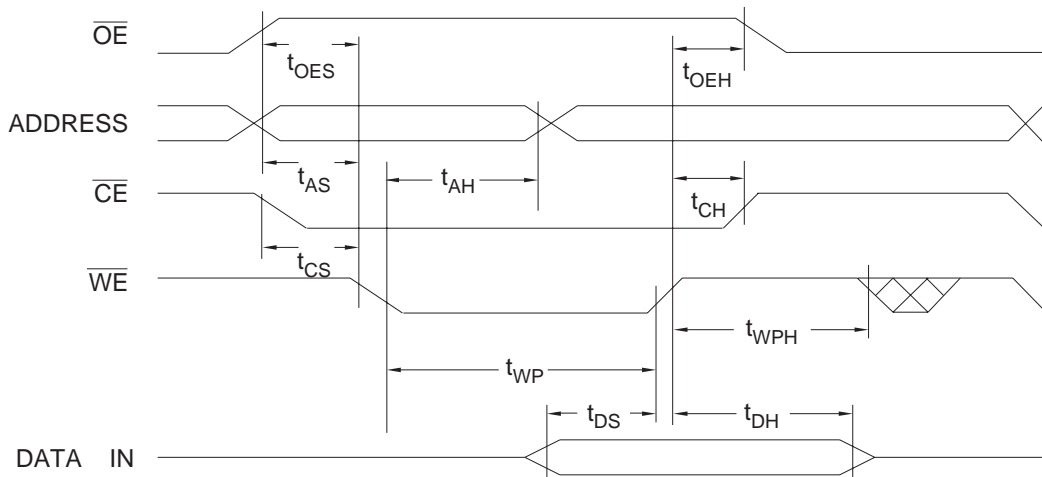 OE
tOES
tOEH
ADDRESS
tAS
tAH
CE
tCH
tCS
WE
tWPH
tWP
tDS
tDH
DATA IN